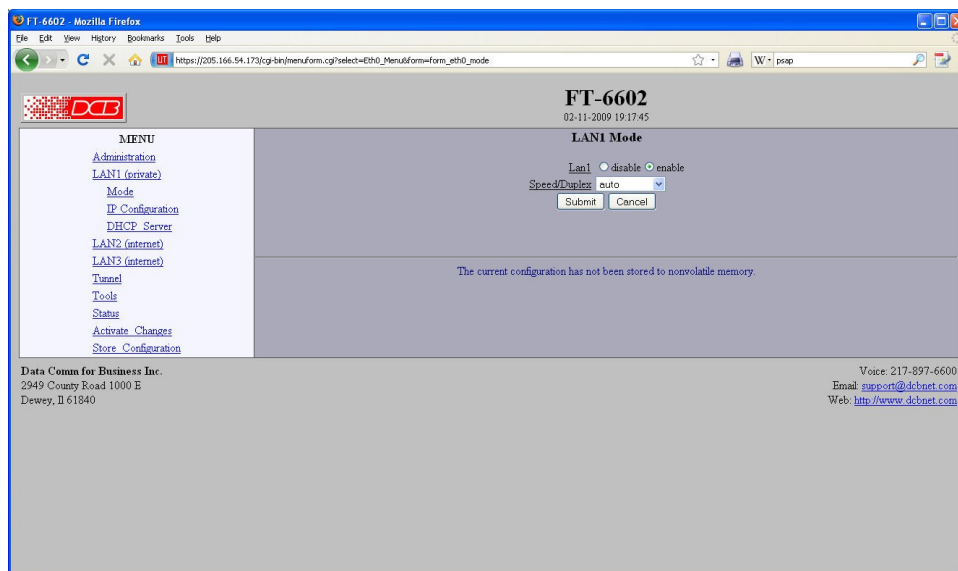 FT-6602 - Mozilla Firefox
File Edit View History Bookmarks Tools Help
https://205.166.54.173/cgi-bin/menuform.cgi?select=Eth0_Menu&form=form_eth0_mode
W psap
DCB
FT-6602
02-11-2009 19:17:45
MENU
Administration
LAN1 (private)
Mode
IP Configuration
DHCP Server
LAN2 (internet)
LAN3 (internet)
Tunnel
Tools
Status
Activate Changes
Store Configuration
LAN1 Mode
Lan1 disable enable
Speed/Duplex auto
Submit Cancel
The current configuration has not been stored to nonvolatile memory.
Data Comm for Business Inc.
2949 County Road 1000 E
Dewey, Il 61840
Voice: 217-897-6600
Email: support@dcbnet.com
Web: http://www.dcbnet.com